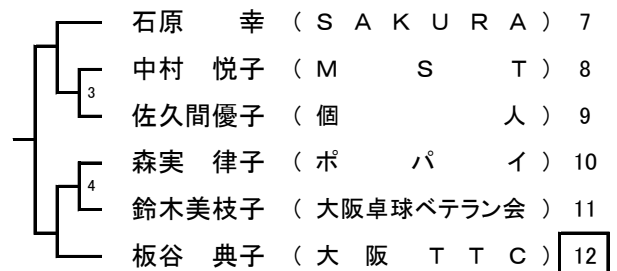 石原 幸 (SAKURA) 7
中村 悦子 (MST) 8
3
佐久間優子 (個人) 9
森実 律子 (ポパイ) 10
4
鈴木美枝子 (大阪卓球ベテラン会) 11
板谷 典子 (大阪TTC) 12